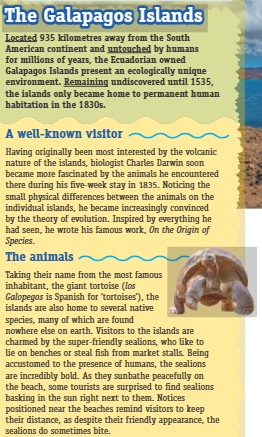 The Galapagos Islands
Located 935 kilometres away from the South
American continent and untouched by humans
for millions of years, the Ecuadorian owned
Galapagos Islands present an ecologically unique
environment. Remaining undiscovered until 1535,
the islands only became home to permanent human
habitation in the 1830s.
A well-known visitor
Having originally been most interested by the volcanic
nature of the islands, biologist Charles Darwin soon
became more fascinated by the animals he encountered
there during his five-week stay in 1835. Noticing the
small physical differences between the animals on the
individual islands, he became increasingly convinced
by the theory of evolution. Inspired by everything he
had seen, he wrote his famous work, On the Origin of
Species.
The animals
Taking their name from the most famous
inhabitant, the giant tortoise (los
Galapegos is Spanish for 'tortoises'), the
islands are also home to several native
species, many of which are found
nowhere else on earth. Visitors to the islands are
charmed by the super-friendly sealions, who like to
lie on benches or steal fish from market stalls. Being
accustomed to the presence of humans, the sealions
are incredibly bold. As they sunbathe peacefully on
the beach, some tourists are surprised to find sealions
basking in the sun right next to them. Notices
positioned near the beaches remind visitors to keep
their distance, as despite their friendly appearance, the
sealions do sometimes bite.